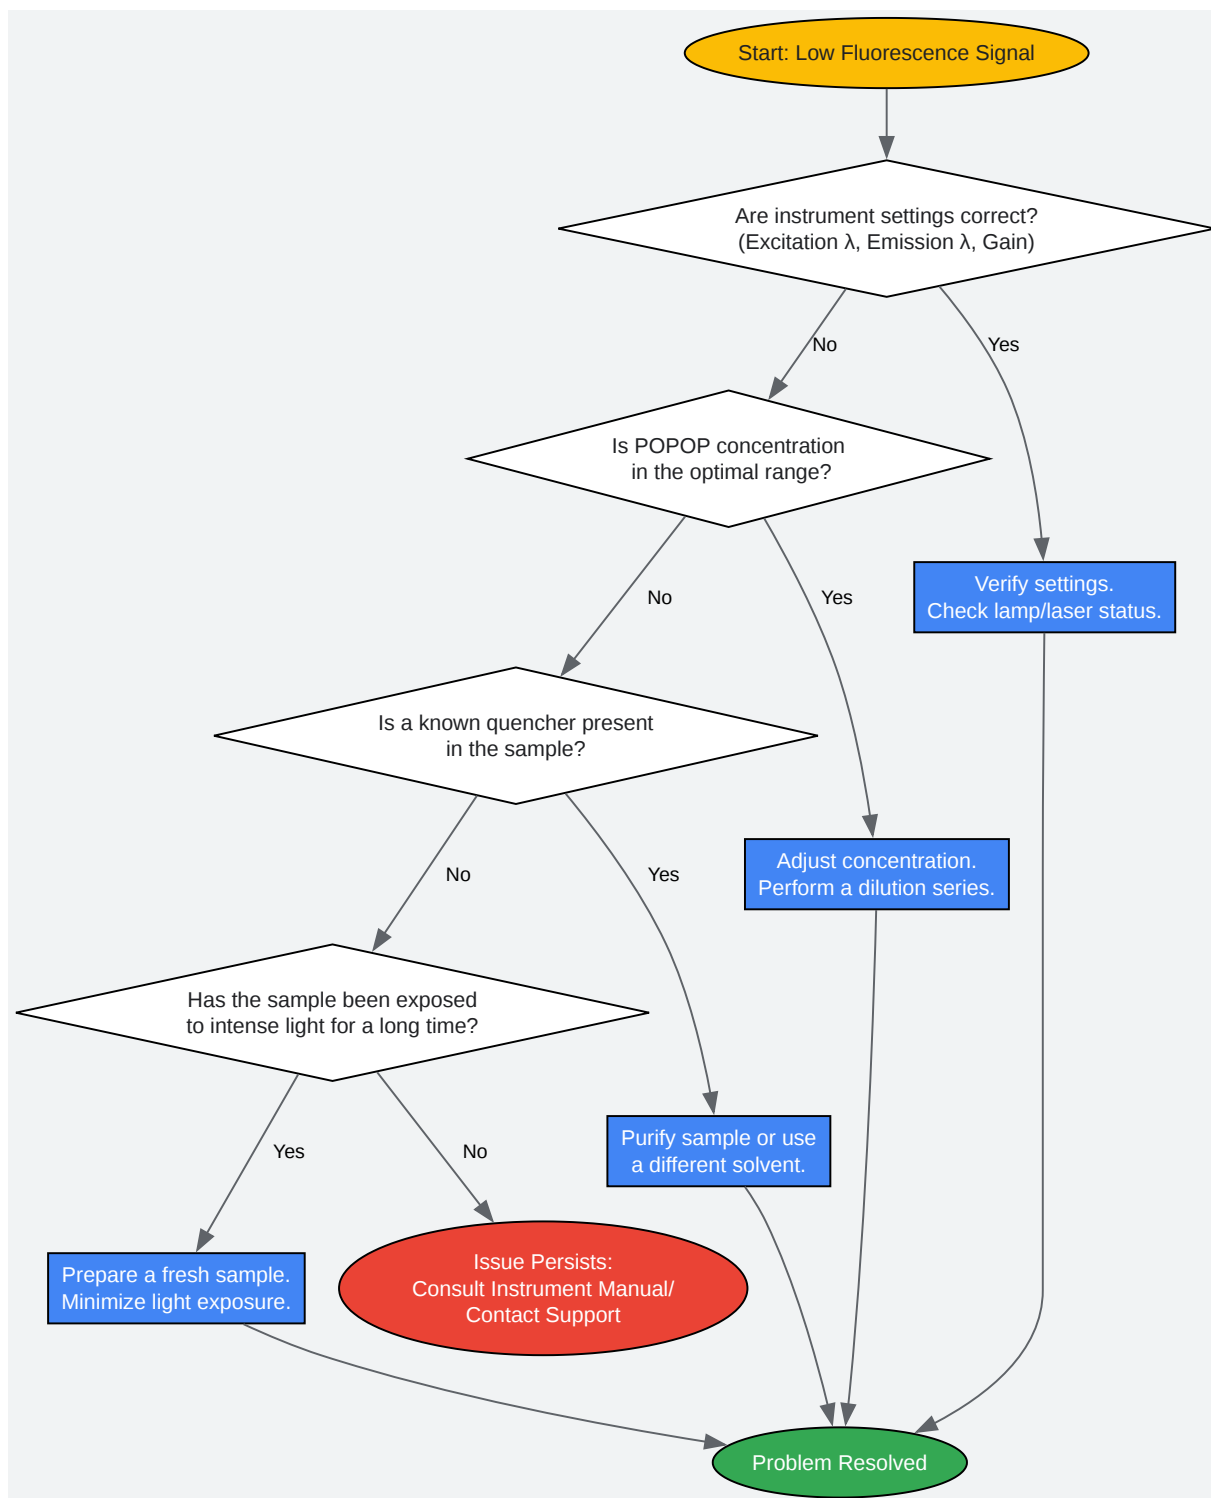 Start: Low Fluorescence Signal
Are instrument settings correct?
(Excitation λ, Emission λ, Gain)
No
Yes
Is POPOP concentration
in the optimal range?
Verify settings.
Check lamp/laser status.
No
Yes
Is a known quencher present
in the sample?
Adjust concentration.
Perform a dilution series.
No
Yes
Has the sample been exposed
to intense light for a long time?
Purify sample or use
a different solvent.
Yes
No
Prepare a fresh sample.
Minimize light exposure.
Issue Persists:
Consult Instrument Manual/
Contact Support
Problem Resolved